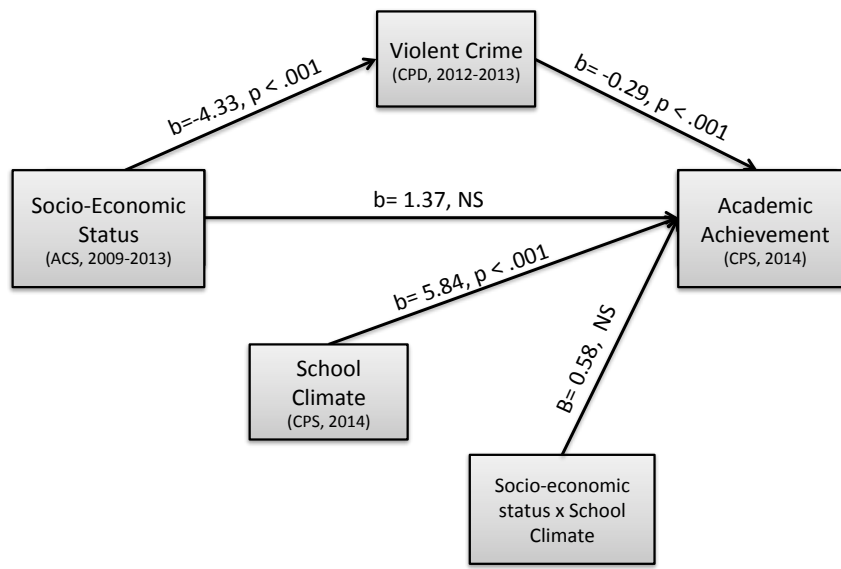 Violent Crime
(CPD, 2012-2013)
b=-4.33, p < .001
b= -0.29, p < .001
Socio-Economic
Status
(ACS, 2009-2013)
b= 1.37, NS
Academic
Achievement
(CPS, 2014)
b= 5.84, p < .001
School
Climate
(CPS, 2014)
B= 0.58, NS
Socio-economic
status x School
Climate